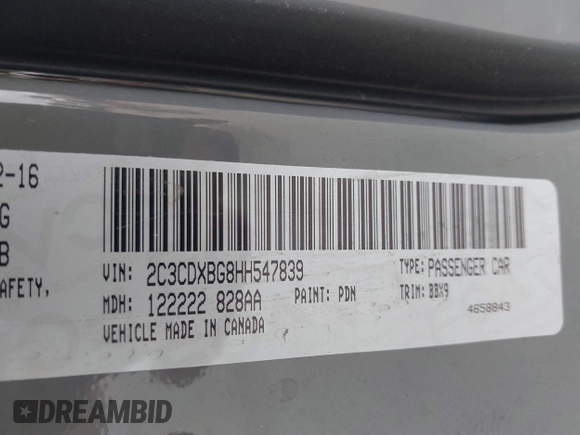 2-16
G
B
AFETY,
VIN: 2C3CDXBG8HH547839
TYPE: PASSENGER CAR
MDH: 122222 828AA
PAINT: PDN
TRIM: BBX9
VEHICLE MADE IN CANADA
4658843
DREAMBID